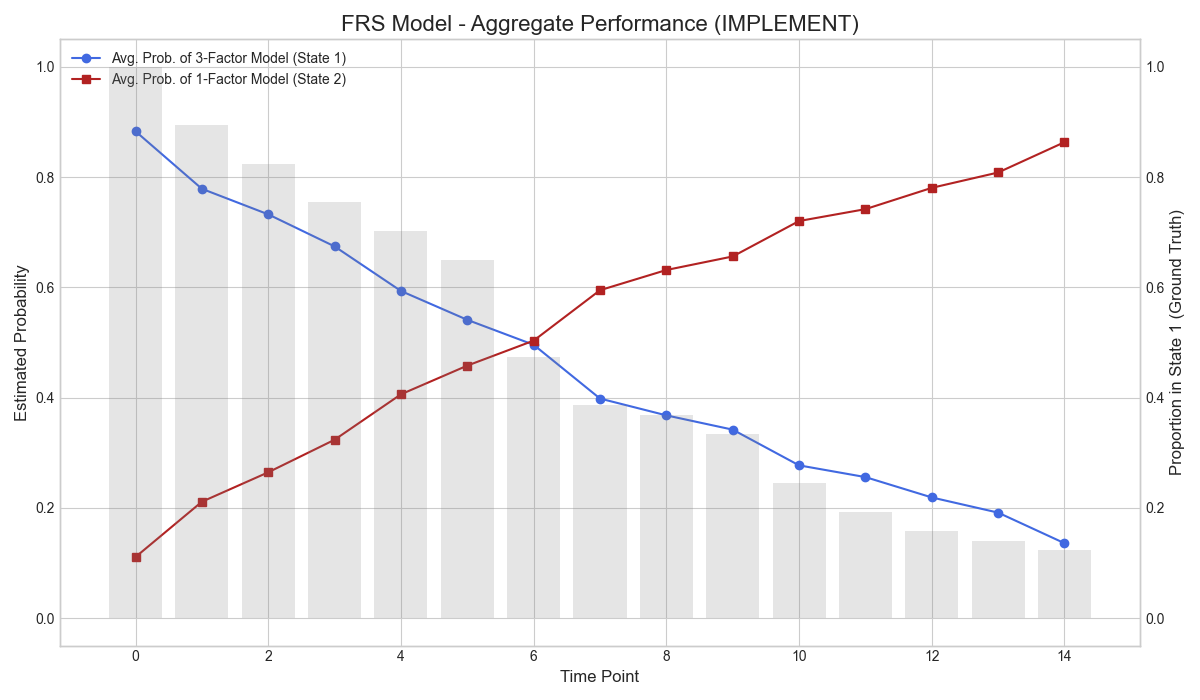 FRS Model - Aggregate Performance (IMPLEMENT)
Avg. Prob. of 3-Factor Model (State 1)
Avg. Prob. of 1-Factor Model (State 2)
Estimated Probability
1.0
0.8
0.6
0.4
0.2
0.0
1.0
0.8
0.6
0.4
0.2
0.0
Proportion in State 1 (Ground Truth)
0 2 4 6 8 10 12 14
Time Point